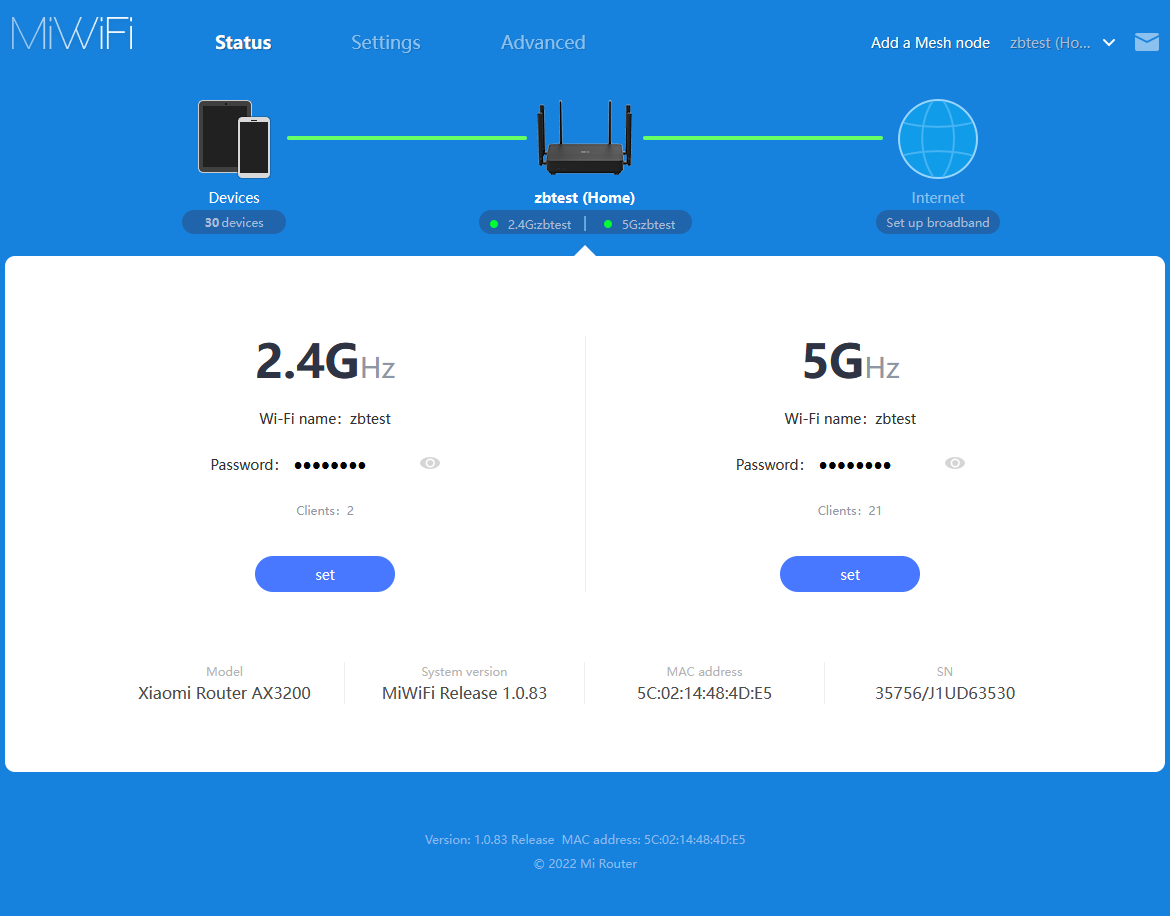 MiWiFi
Status
Settings
Advanced
Add a Mesh node
zbtest (Ho...
Devices
30 devices
zbtest (Home)
2.4G:zbtest | 5G:zbtest
Internet
Set up broadband
2.4GHz
Wi-Fi name：zbtest
Password：••••••••
Clients：2
set
5GHz
Wi-Fi name：zbtest
Password：••••••••
Clients：21
set
Model
Xiaomi Router AX3200
System version
MiWiFi Release 1.0.83
MAC address
5C:02:14:48:4D:E5
SN
35756/J1UD63530
Version: 1.0.83 Release MAC address: 5C:02:14:48:4D:E5
© 2022 Mi Router